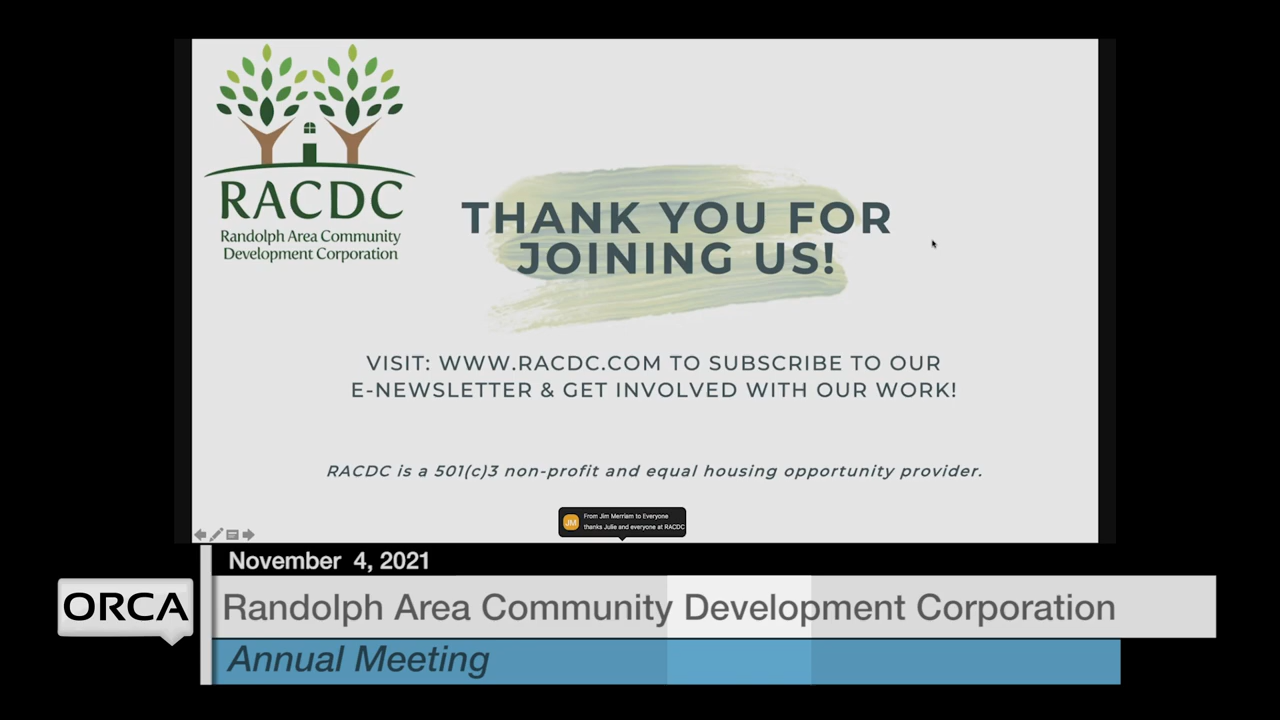 RACDC
Randolph Area Community
Development Corporation
THANK YOU FOR
JOINING US!
VISIT: WWW.RACDC.COM TO SUBSCRIBE TO OUR
E-NEWSLETTER & GET INVOLVED WITH OUR WORK!
RACDC is a 501(c)3 non-profit and equal housing opportunity provider.
JM
From Jim Merriam to Everyone
thanks Julie and everyone at RACDC
November 4, 2021
ORCA
Randolph Area Community Development Corporation
Annual Meeting